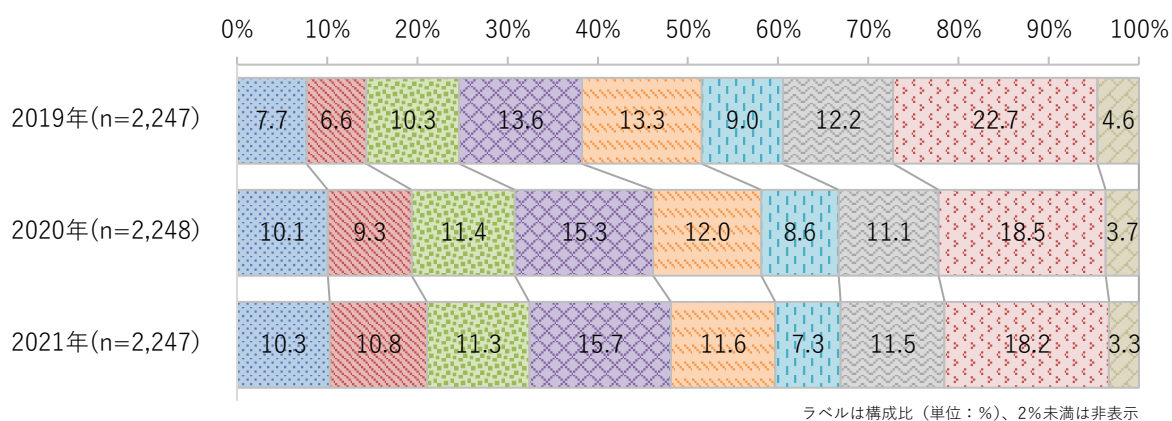 0% 10% 20% 30% 40% 50% 60% 70% 80% 90% 100%
2019年(n=2,247) 7.7 6.6 10.3 13.6 13.3 9.0 12.2 22.7 4.6
2020年(n=2,248) 10.1 9.3 11.4 15.3 12.0 8.6 11.1 18.5 3.7
2021年(n=2,247) 10.3 10.8 11.3 15.7 11.6 7.3 11.5 18.2 3.3
ラベルは構成比（単位：%）、2%未満は非表示